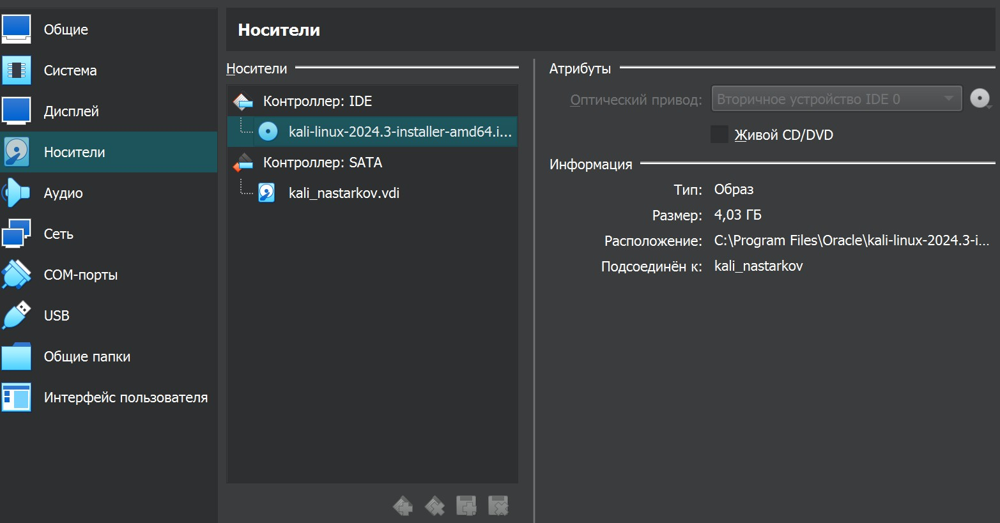 Общие
Система
Дисплей
Носители
Аудио
Сеть
COM-порты
USB
Общие папки
Интерфейс пользователя
Носители
Носители
Контроллер: IDE
kali-linux-2024.3-installer-amd64.i...
Контроллер: SATA
kali_nastarkov.vdi
Атрибуты
Оптический привод: Вторичное устройство IDE 0
Живой CD/DVD
Информация
Тип: Образ
Размер: 4,03 ГБ
Расположение: C:\Program Files\Oracle\kali-linux-2024.3-i...
Подсоединён к: kali_nastarkov